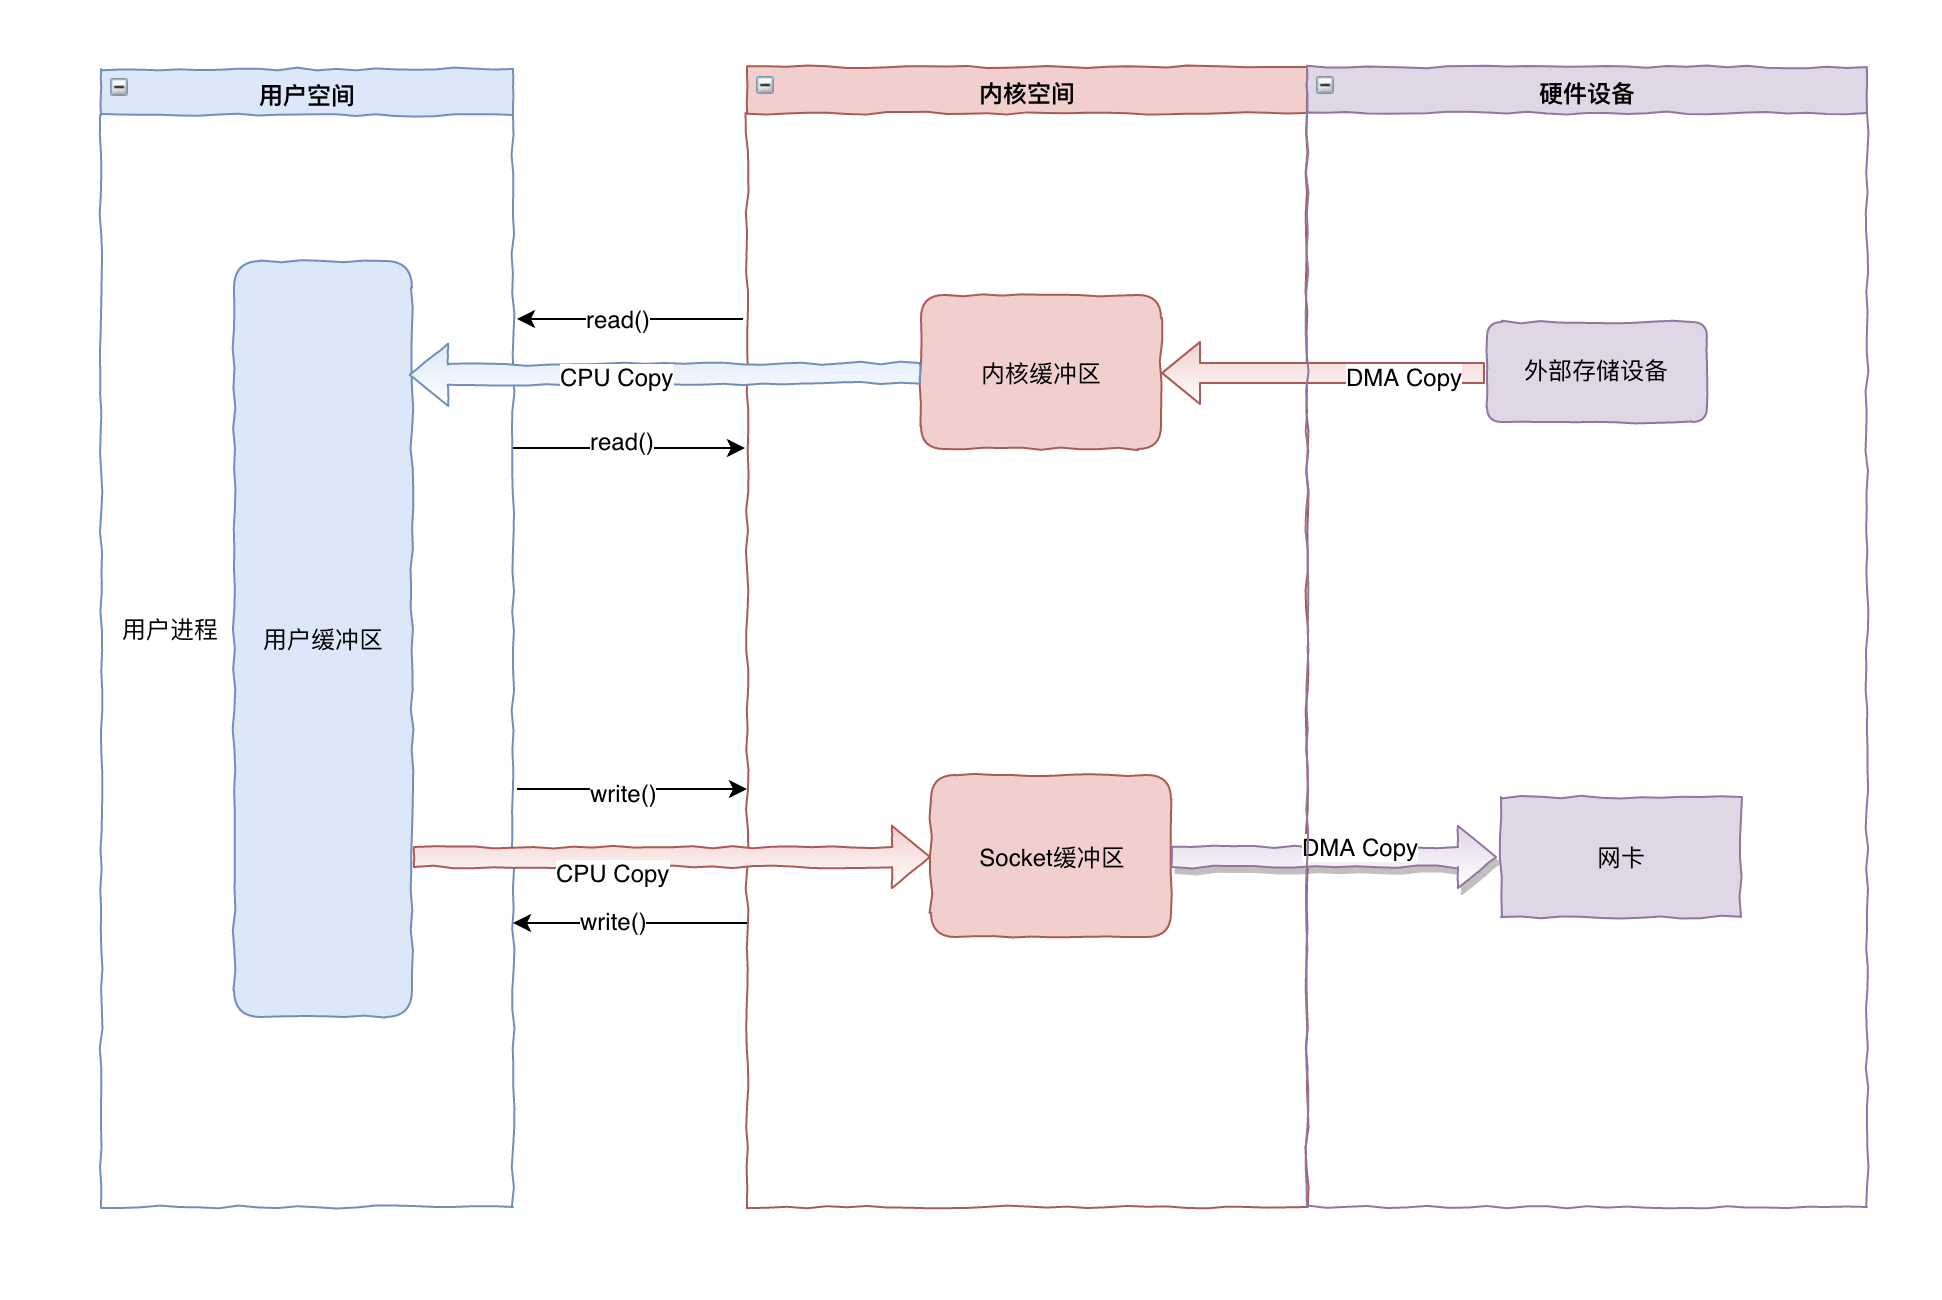 用户空间
内核空间
硬件设备
read()
CPU Copy
内核缓冲区
DMA Copy
外部存储设备
read()
用户进程
用户缓冲区
write()
CPU Copy
Socket缓冲区
DMA Copy
网卡
write()